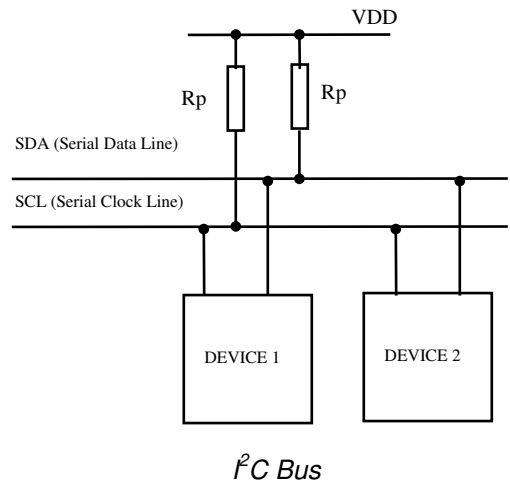 VDD
Rp
Rp
SDA (Serial Data Line)
SCL (Serial Clock Line)
DEVICE 1
DEVICE 2
I²C Bus